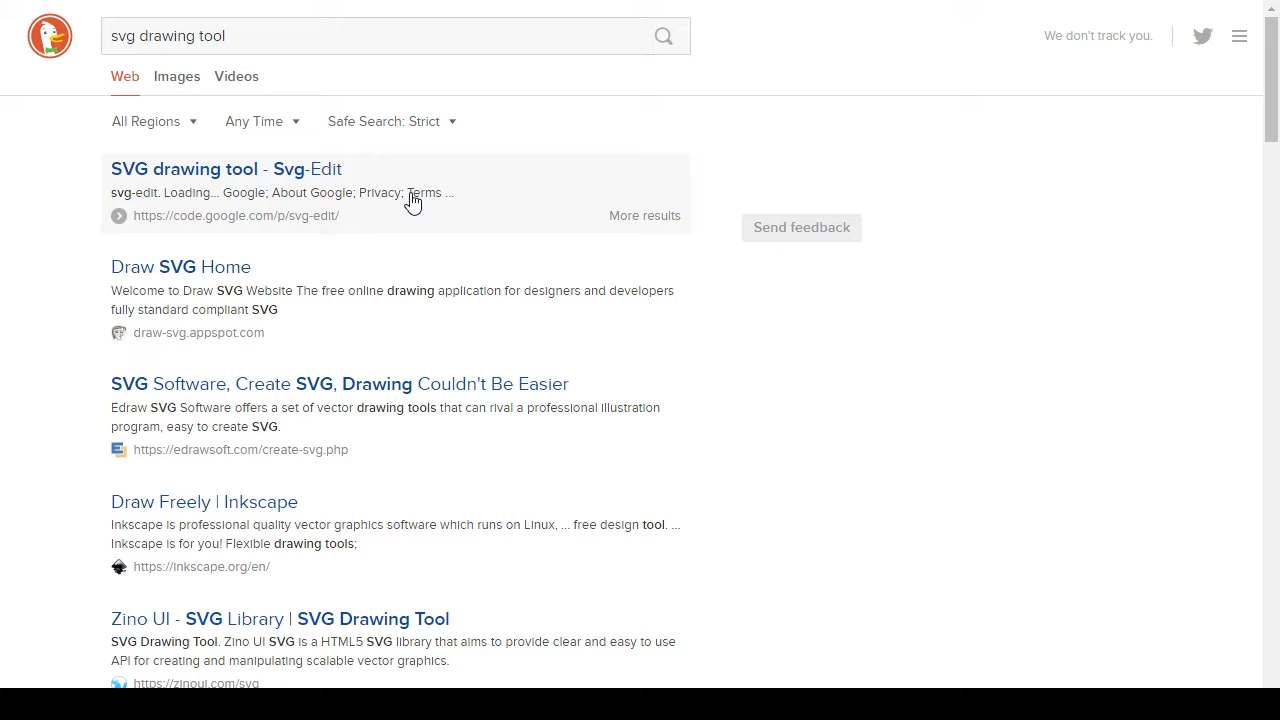 svg drawing tool
We don't track you.
Web Images Videos
All Regions Any Time Safe Search: Strict
SVG drawing tool - Svg-Edit
svg-edit. Loading... Google; About Google; Privacy; Terms ...
https://code.google.com/p/svg-edit/ More results
Send feedback
Draw SVG Home
Welcome to Draw SVG Website The free online drawing application for designers and developers
fully standard compliant SVG
draw-svg.appspot.com
SVG Software, Create SVG, Drawing Couldn't Be Easier
Edraw SVG Software offers a set of vector drawing tools that can rival a professional illustration
program, easy to create SVG.
https://edrawsoft.com/create-svg.php
Draw Freely | Inkscape
Inkscape is professional quality vector graphics software which runs on Linux, ... free design tool. ...
Inkscape is for you! Flexible drawing tools;
https://inkscape.org/en/
Zino UI - SVG Library | SVG Drawing Tool
SVG Drawing Tool. Zino UI SVG is a HTML5 SVG library that aims to provide clear and easy to use
API for creating and manipulating scalable vector graphics.
https://zinoui.com/svg